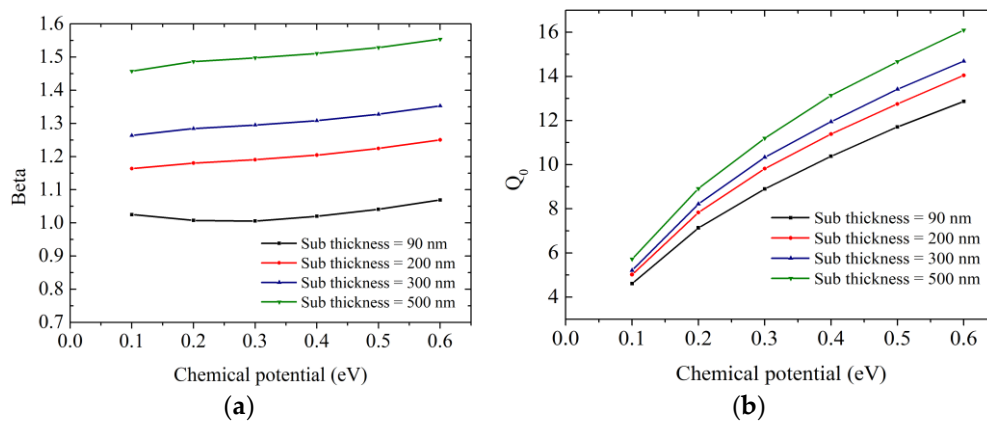 1.6
1.5
1.4
1.3
1.2
1.1
1.0
0.9
0.8
0.7
Beta
Sub thickness = 90 nm
Sub thickness = 200 nm
Sub thickness = 300 nm
Sub thickness = 500 nm
0.0 0.1 0.2 0.3 0.4 0.5 0.6
Chemical potential (eV)
(a)
16
14
12
10
8
6
4
Q₀
Sub thickness = 90 nm
Sub thickness = 200 nm
Sub thickness = 300 nm
Sub thickness = 500 nm
0.0 0.1 0.2 0.3 0.4 0.5 0.6
Chemical potential (eV)
(b)